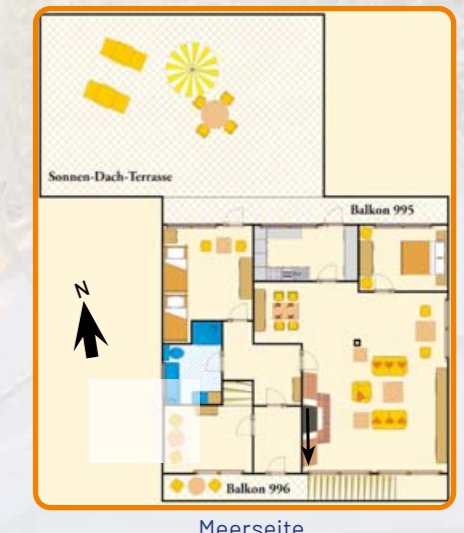 Sonnen-Dach-Terrasse
Balkon 995
N
Balkon 996
Meerseite